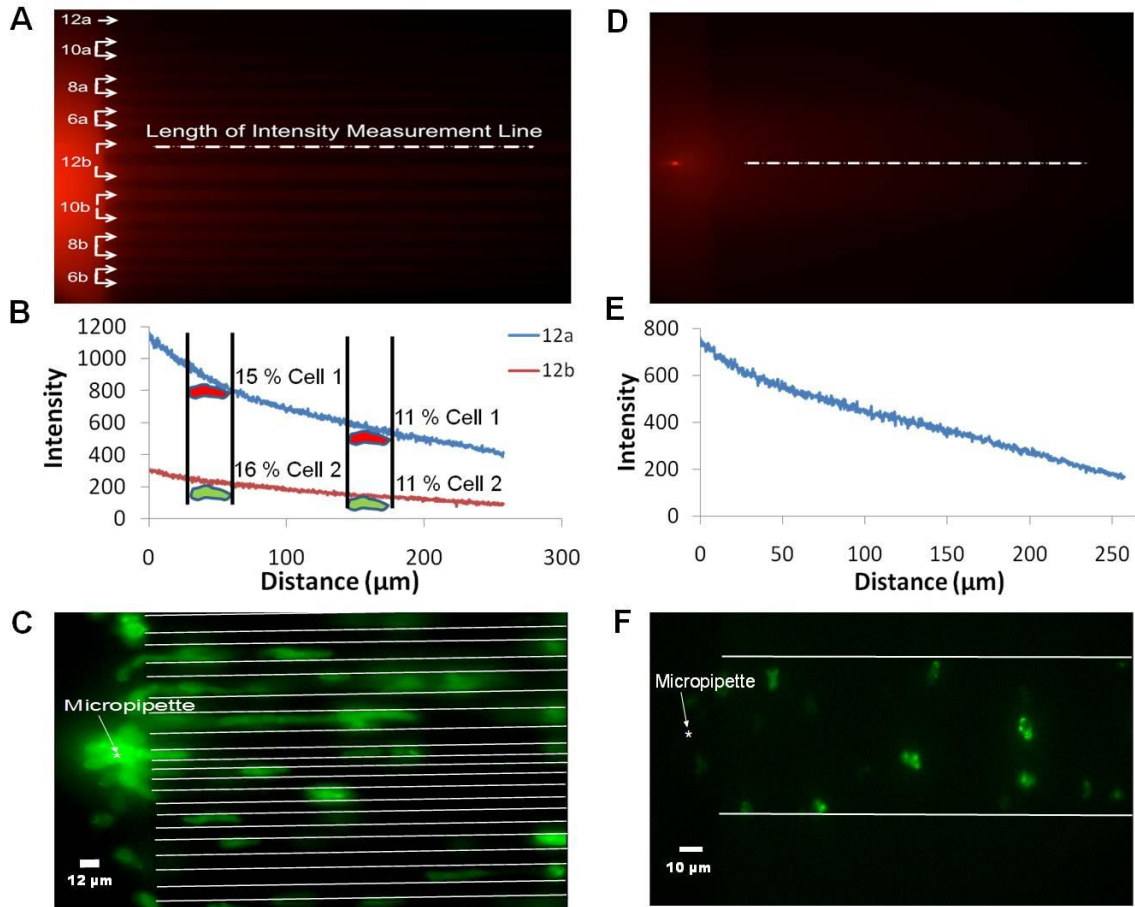 A
12a
10a
8a
6a
12b
10b
8b
6b
Length of Intensity Measurement Line
B
1200
1000
800
600
400
200
0
Intensity
15 % Cell 1
11 % Cell 1
16 % Cell 2
11 % Cell 2
12a
12b
0
100
200
300
Distance (µm)
C
Micropipette
*
12 µm
D
E
800
600
400
200
0
Intensity
0
50
100
150
200
250
Distance (µm)
F
Micropipette
*
10 µm